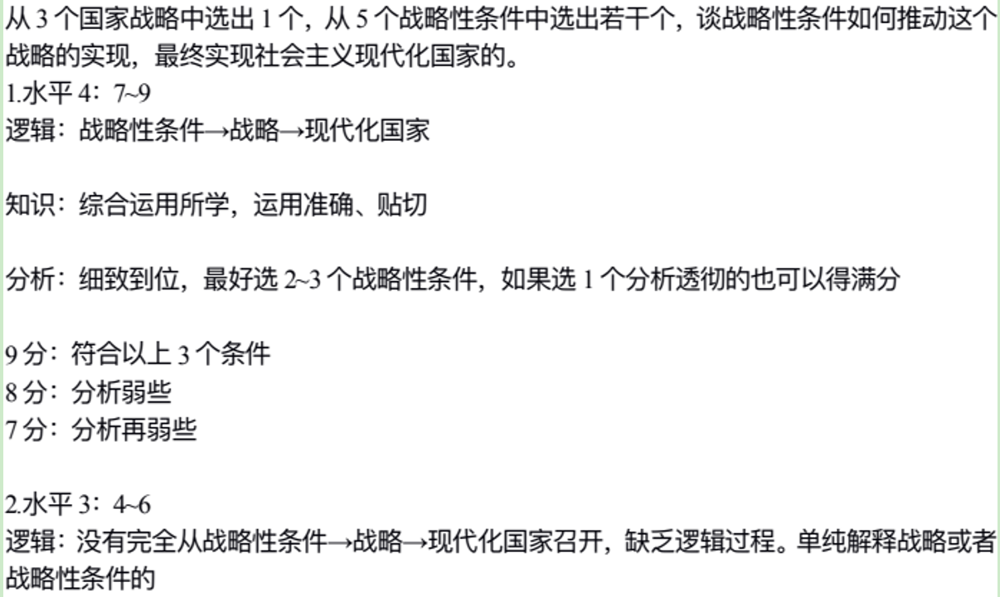 从 3 个国家战略中选出 1 个，从 5 个战略性条件中选出若干个，谈战略性条件如何推动这个
战略的实现，最终实现社会主义现代化国家的。
1.水平 4：7~9
逻辑：战略性条件→战略→现代化国家
知识：综合运用所学，运用准确、贴切
分析：细致到位，最好选 2~3 个战略性条件，如果选 1 个分析透彻的也可以得满分
9 分：符合以上 3 个条件
8 分：分析弱些
7 分：分析再弱些
2.水平 3：4~6
逻辑：没有完全从战略性条件→战略→现代化国家召开，缺乏逻辑过程。单纯解释战略或者
战略性条件的